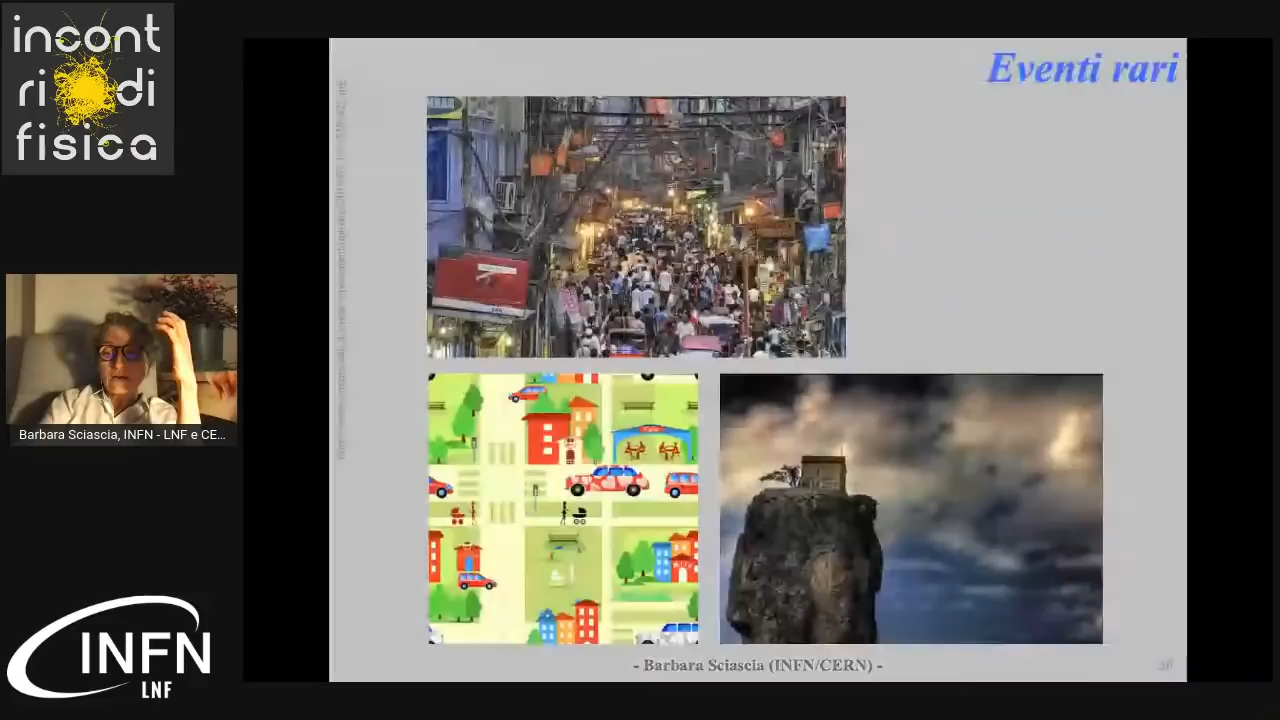 incont
ri di
fisica
Eventi rari
Barbara Sciascia, INFN - LNF e CE...
- Barbara Sciascia (INFN/CERN) -
INFN
LNF